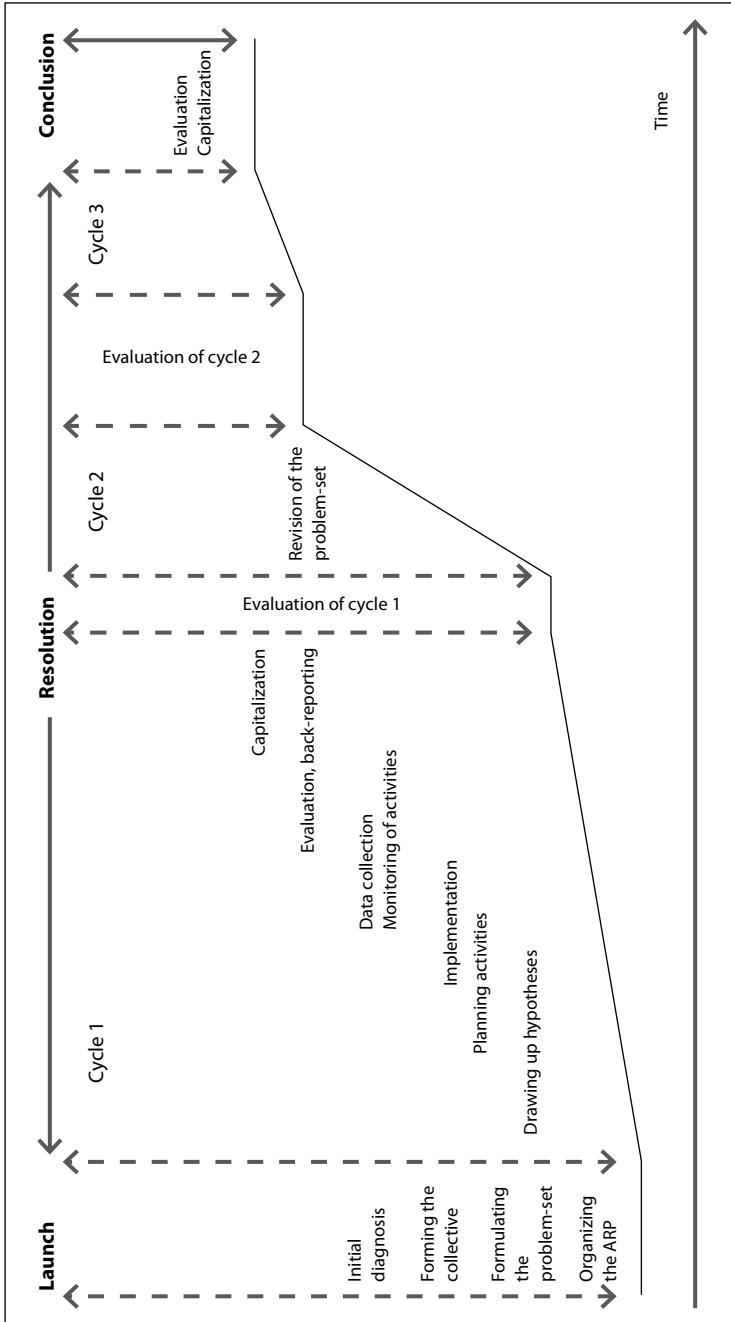 Launch
Resolution
Conclusion
Cycle 1
Cycle 2
Cycle 3
Initial
diagnosis
Forming the
collective
Formulating
the
problem-set
Organizing
the ARP
Drawing up hypotheses
Planning activities
Implementation
Data collection
Monitoring of activities
Evaluation, back-reporting
Capitalization
Evaluation of cycle 1
Revision of the
problem-set
Evaluation of cycle 2
Evaluation
Capitalization
Time